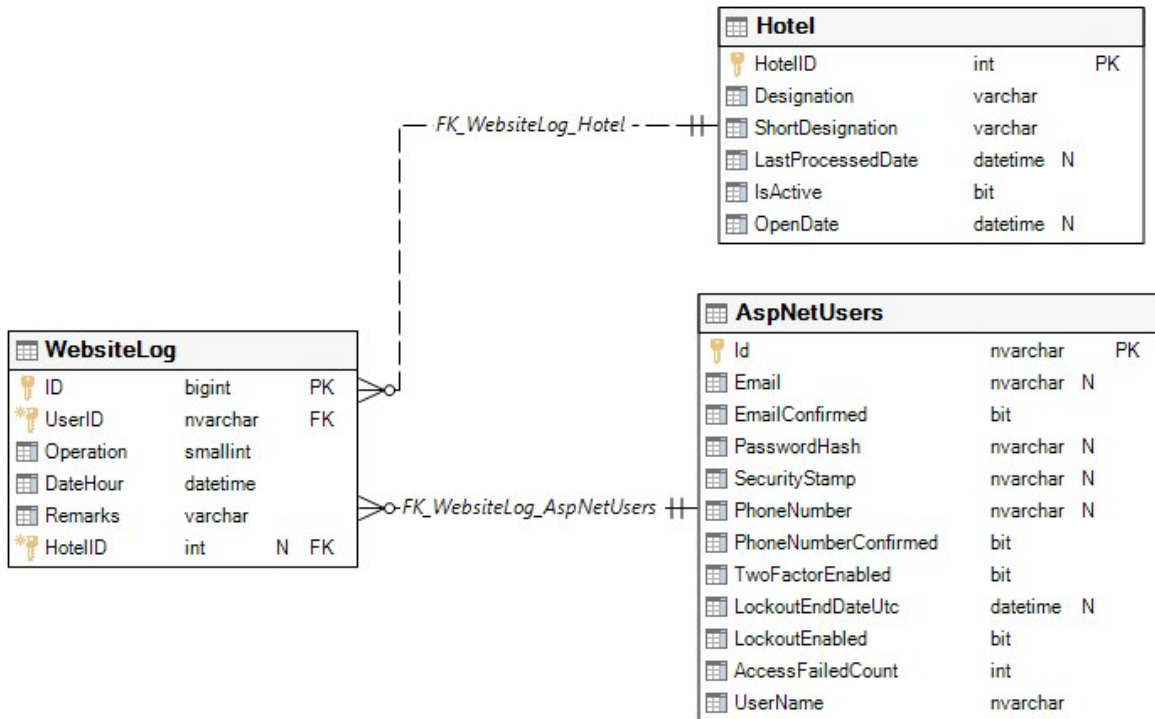 Hotel
HotelID int PK
Designation varchar
ShortDesignation varchar
LastProcessedDate datetime N
IsActive bit
OpenDate datetime N
FK_WebsiteLog_Hotel
WebsiteLog
ID bigint PK
UserID nvarchar FK
Operation smallint
DateHour datetime
Remarks varchar
HotelID int N FK
FK_WebsiteLog_AspNetUsers
AspNetUsers
Id nvarchar PK
Email nvarchar N
EmailConfirmed bit
PasswordHash nvarchar N
SecurityStamp nvarchar N
PhoneNumber nvarchar N
PhoneNumberConfirmed bit
TwoFactorEnabled bit
LockoutEndDateUtc datetime N
LockoutEnabled bit
AccessFailedCount int
UserName nvarchar